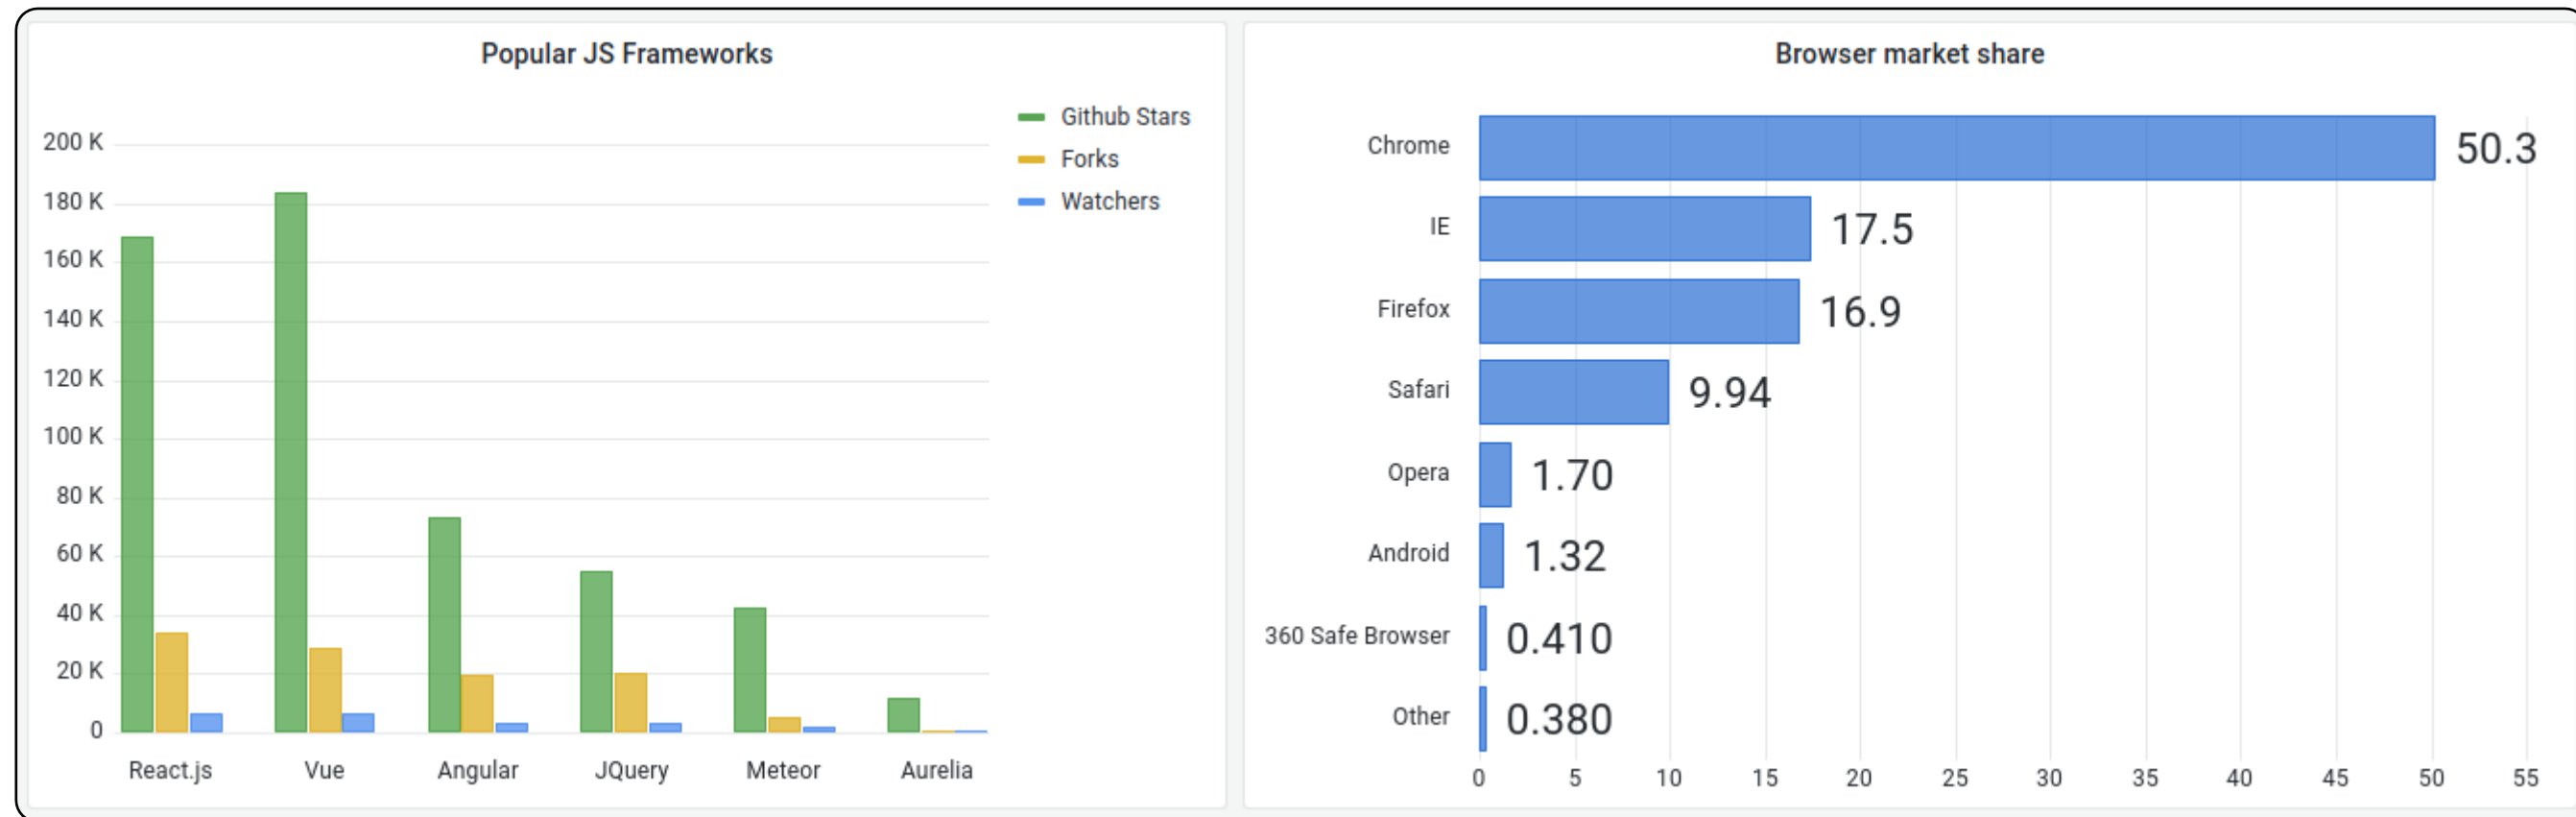 Popular JS Frameworks
Github Stars
Forks
Watchers
200 K
180 K
160 K
140 K
120 K
100 K
80 K
60 K
40 K
20 K
0
React.js Vue Angular JQuery Meteor Aurelia
Browser market share
Chrome 50.3
IE 17.5
Firefox 16.9
Safari 9.94
Opera 1.70
Android 1.32
360 Safe Browser 0.410
Other 0.380
0 5 10 15 20 25 30 35 40 45 50 55